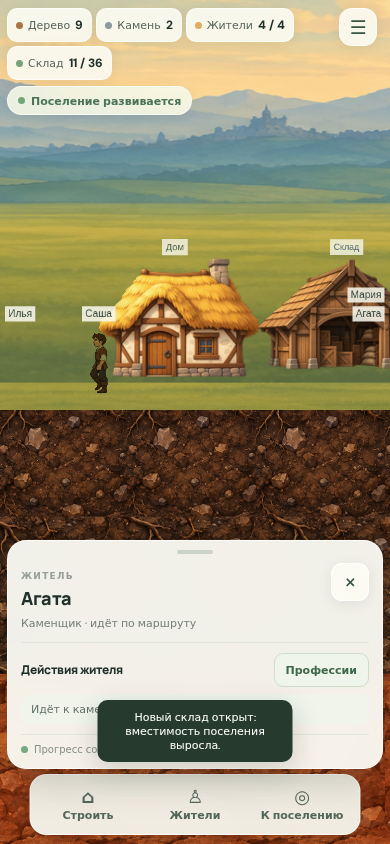 Дерево 9 Камень 2 Жители 4 / 4
Склад 11 / 36
Поселение развивается
Дом
Склад
Мария
Илья
Саша
Агата
ЖИТЕЛЬ
Агата
Каменщик · идёт по маршруту
Действия жителя
Профессии
Идёт к каме
Новый склад открыт:
вместимость поселения
выросла.
Прогресс со
Строить
Жители
К поселению